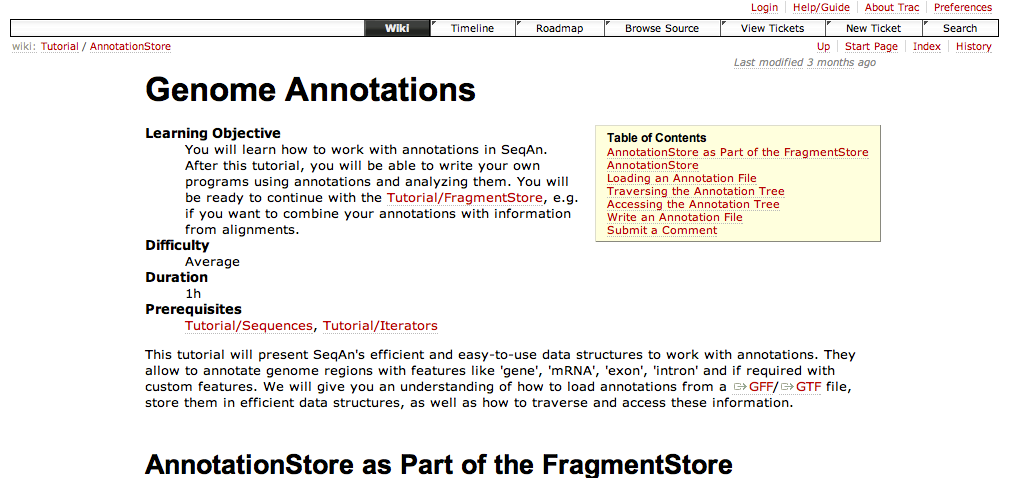 Login Help/Guide About Trac Preferences
Wiki Timeline Roadmap Browse Source View Tickets New Ticket Search
wiki: Tutorial / AnnotationStore
Up Start Page Index History
Last modified 3 months ago
Genome Annotations
Learning Objective
You will learn how to work with annotations in SeqAn.
After this tutorial, you will be able to write your own
programs using annotations and analyzing them. You will
be ready to continue with the Tutorial/FragmentStore, e.g.
if you want to combine your annotations with information
from alignments.
Difficulty
Average
Duration
1h
Prerequisites
Tutorial/Sequences, Tutorial/Iterators
Table of Contents
AnnotationStore as Part of the FragmentStore
AnnotationStore
Loading an Annotation File
Traversing the Annotation Tree
Accessing the Annotation Tree
Write an Annotation File
Submit a Comment
This tutorial will present SeqAn's efficient and easy-to-use data structures to work with annotations. They
allow to annotate genome regions with features like 'gene', 'mRNA', 'exon', 'intron' and if required with
custom features. We will give you an understanding of how to load annotations from a GFF/ GTF file,
store them in efficient data structures, as well as how to traverse and access these information.
AnnotationStore as Part of the FragmentStore